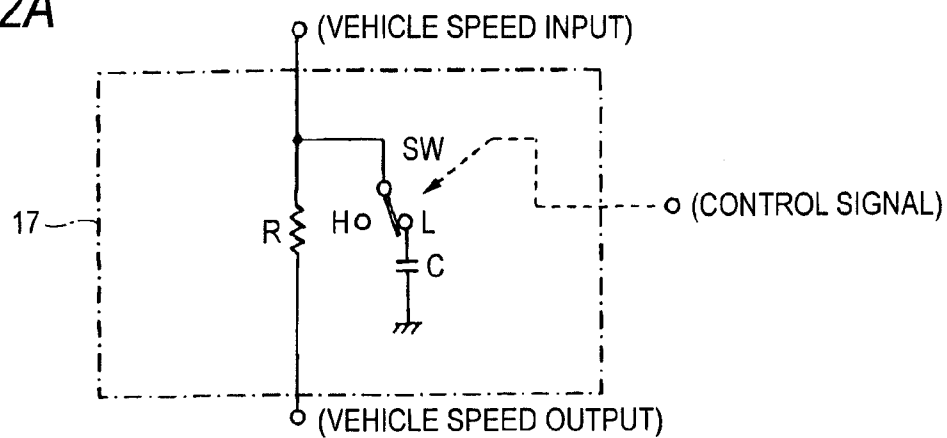 2A
(VEHICLE SPEED INPUT)
SW
17
R
H
L
(CONTROL SIGNAL)
C
(VEHICLE SPEED OUTPUT)